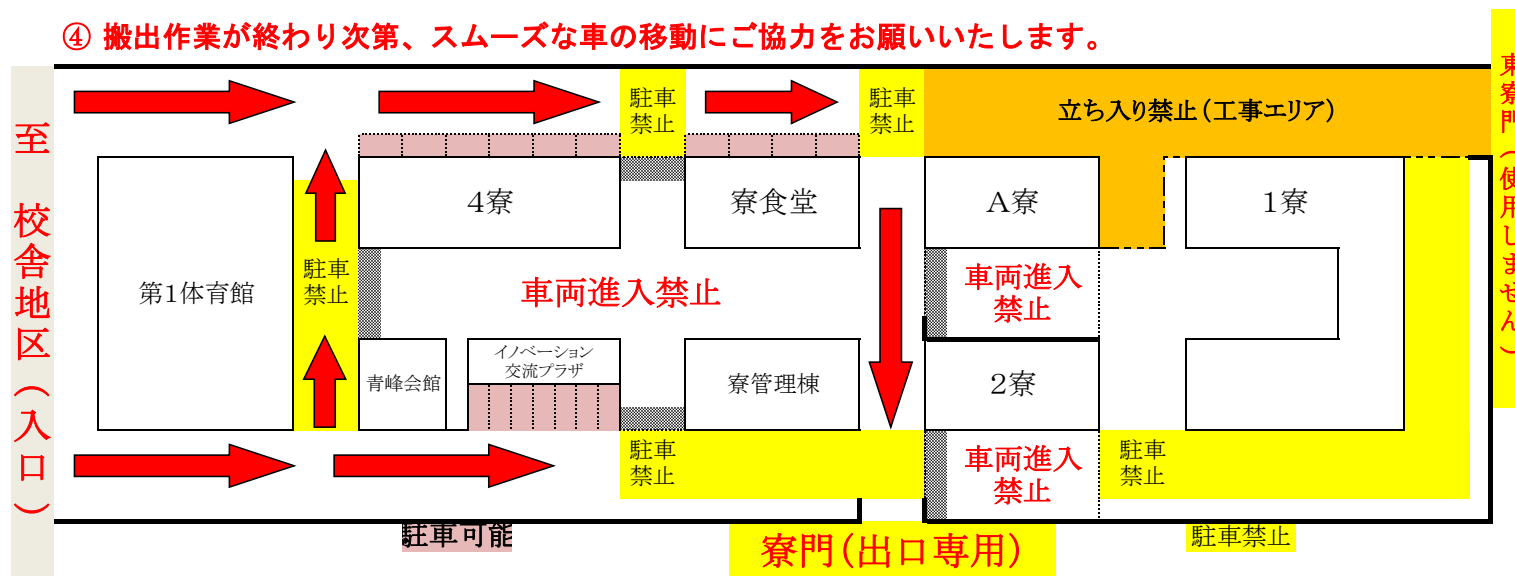 ④ 搬出作業が終わり次第、スムーズな車の移動にご協力をお願いいたします。
至 校舎地区（入口）
駐車
禁止
駐車
禁止
立ち入り禁止（工事エリア）
東寮門（使用しません）
4寮
寮食堂
A寮
1寮
第1体育館
駐車
禁止
車両進入禁止
車両進入
禁止
青峰会館
イノベーション
交流プラザ
寮管理棟
2寮
駐車
禁止
車両進入
禁止
駐車
禁止
駐車可能
寮門（出口専用）
駐車禁止